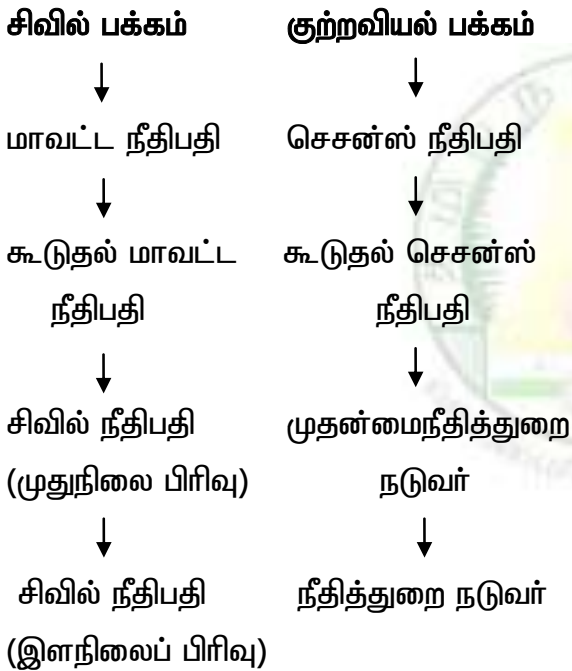 சிவில் பக்கம்
மாவட்ட நீதிபதி
கூடுதல் மாவட்ட
நீதிபதி
சிவில் நீதிபதி
(முதுநிலை பிரிவு)
சிவில் நீதிபதி
(இளநிலைப் பிரிவு)
குற்றவியல் பக்கம்
செசன்ஸ் நீதிபதி
கூடுதல் செசன்ஸ்
நீதிபதி
முதன்மைநீதித்துறை
நடுவர்
நீதித்துறை நடுவர்